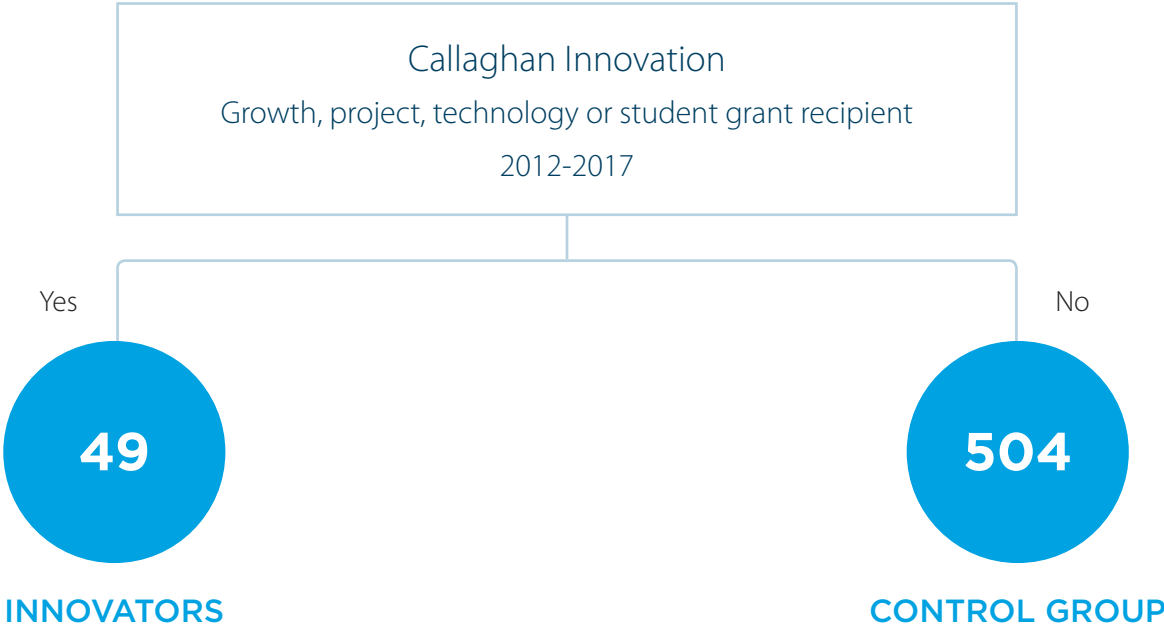 Callaghan Innovation
Growth, project, technology or student grant recipient
2012-2017
Yes
No
49
504
INNOVATORS
CONTROL GROUP